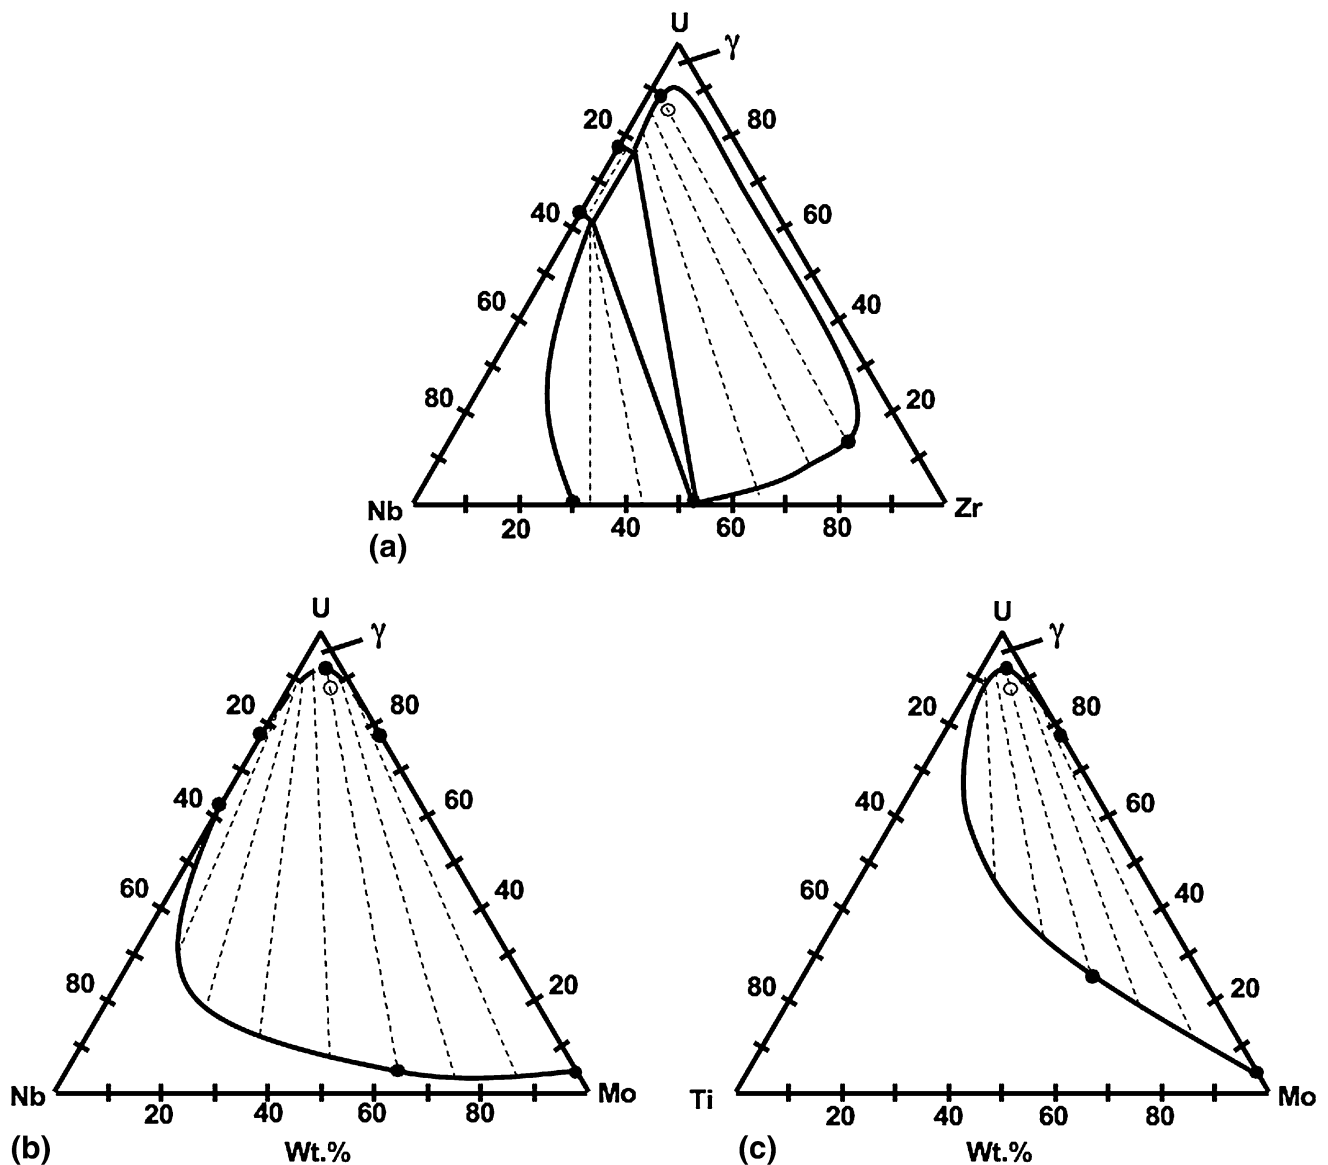 U
γ
20 80
40 60
60 40
80 20
Nb Zr
20 40 60 80
(a)
U U
γ γ
20 80 20 80
40 60 40 60
60 40 60 40
80 20 80 20
Nb Mo Ti Mo
20 40 60 80 20 40 60 80
(b) Wt.% (c) Wt.%